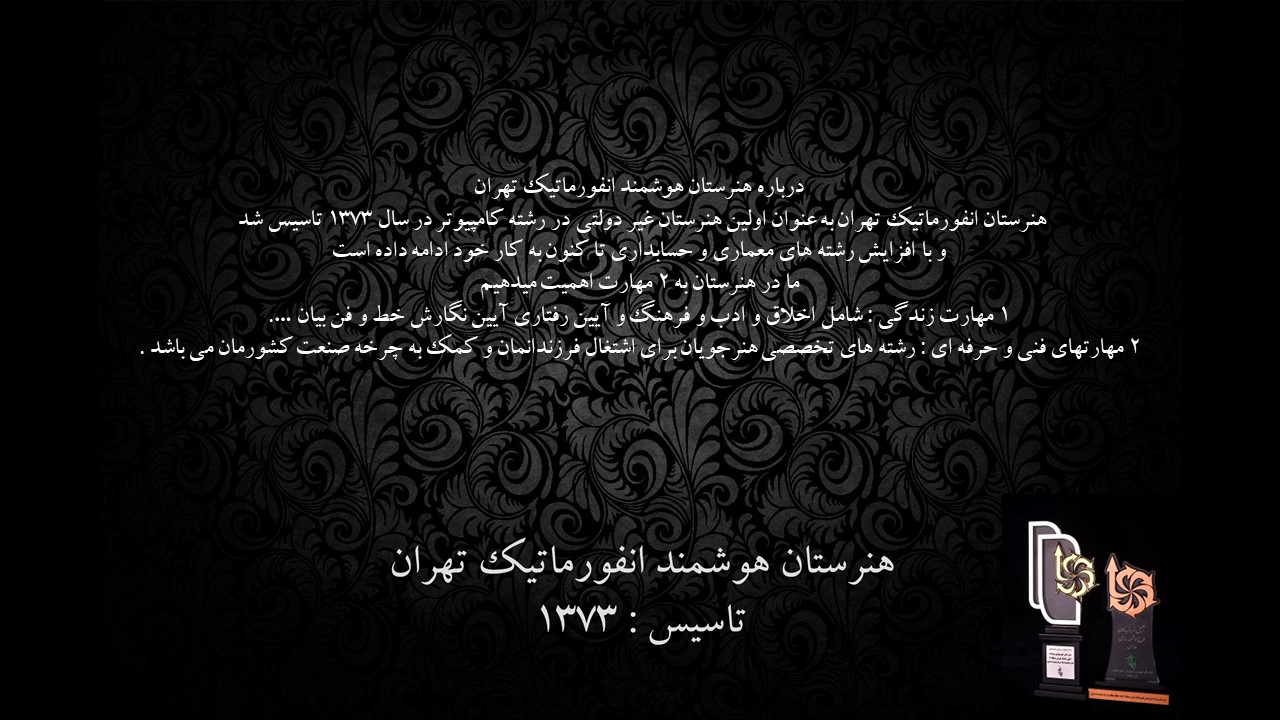 درباره هنرستان هوشمند انفورماتیک تهران
هنرستان انفورماتیک تهران به عنوان اولین هنرستان غیر دولتی در رشته کامپیوتر در سال ۱۳۷۳ تاسیس شد
و با افزایش رشته های معماری و حسابداری تا کنون به کار خود ادامه داده است
ما در هنرستان به ۲ مهارت اهمیت میدهیم
۱ مهارت زندگی : شامل اخلاق و ادب و فرهنگ و آیین رفتاری آیین نگارش خط و فن بیان ....
۲ مهارتهای فنی و حرفه ای : رشته های تخصصی هنرجویان برای اشتغال فرزندانمان و کمک به چرخه صنعت کشورمان می باشد .
هنرستان هوشمند انفورماتیک تهران
تاسیس : ۱۳۷۳